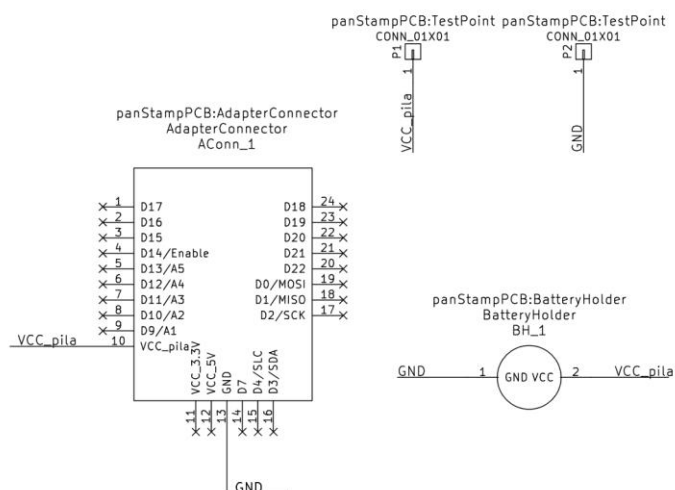 panStampPCB:TestPoint panStampPCB:TestPoint
CONN_01X01 CONN_01X01
P1 P2
1 1
VCC_pila GND
panStampPCB:AdapterConnector
AdapterConnector
AConn_1
1 D17 D18 24
2 D16 D19 23
3 D15 D20 22
4 D14/Enable D21 21
5 D13/A5 D22 20
6 D12/A4 D0/MOSI 19
7 D11/A3 D1/MISO 18
8 D10/A2 D2/SCK 17
9 D9/A1
VCC_pila 10 VCC_pila
VCC_3.3V VCC_5V GND D7 D4/SLC D3/SDA
11 12 13 14 15 16
GND
panStampPCB:BatteryHolder
BatteryHolder
BH_1
GND 1 GND VCC 2 VCC_pila